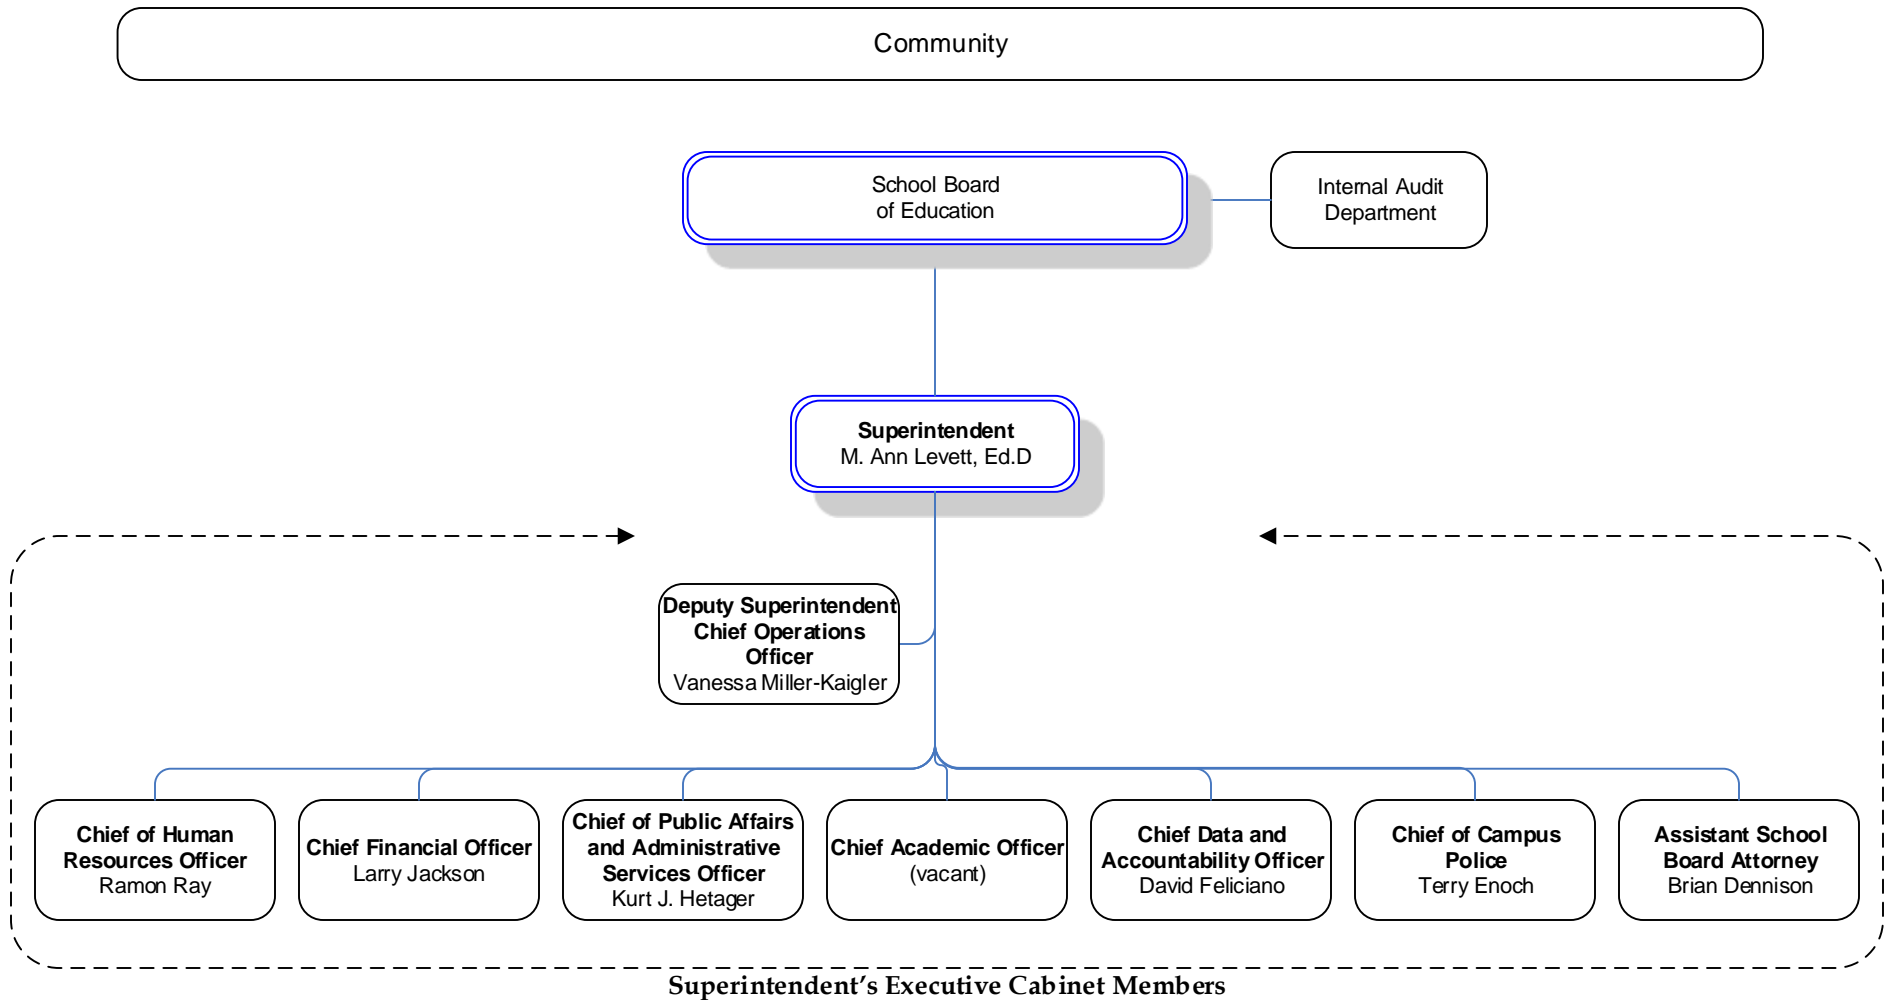 Community
School Board
of Education
Internal Audit
Department
Superintendent
M. Ann Levett, Ed.D
Deputy Superintendent
Chief Operations
Officer
Vanessa Miller-Kaigler
Chief of Human
Resources Officer
Ramon Ray
Chief Financial Officer
Larry Jackson
Chief of Public Affairs
and Administrative
Services Officer
Kurt J. Hetager
Chief Academic Officer
(vacant)
Chief Data and
Accountability Officer
David Feliciano
Chief of Campus
Police
Terry Enoch
Assistant School
Board Attorney
Brian Dennison
Superintendent’s Executive Cabinet Members